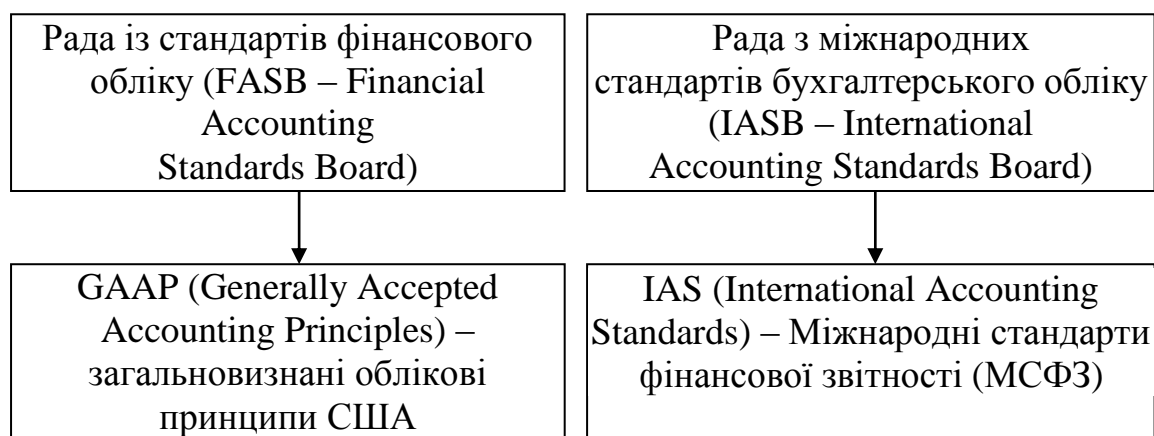 Рада із стандартів фінансового
обліку (FASB – Financial
Accounting
Standards Board)
Рада з міжнародних
стандартів бухгалтерського обліку
(IASB – International
Accounting Standards Board)
GAAP (Generally Accepted
Accounting Principles) –
загальновизнані облікові
принципи США
IAS (International Accounting
Standards) – Міжнародні стандарти
фінансової звітності (МСФЗ)